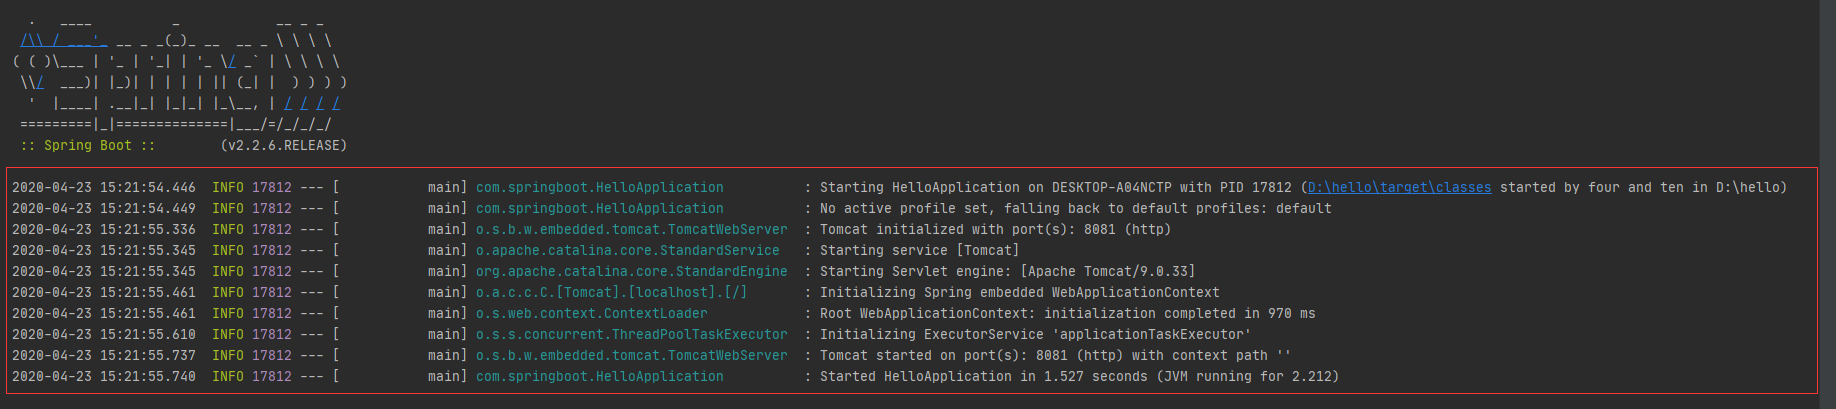 .   ____          _            __ _ _
 /\\ / ___'_ __ _ _(_)_ __  __ _ \ \ \ \
( ( )\___ | '_ | '_| | '_ \/ _` | \ \ \ \
 \\/  ___)| |_)| | | | | || (_| |  ) ) ) )
  '  |____| .__|_| |_|_| |_\__, | / / / /
 =========|_|==============|___/=/_/_/_/
 :: Spring Boot ::        (v2.2.6.RELEASE)
2020-04-23 15:21:54.446  INFO 17812 --- [           main] com.springboot.HelloApplication          : Starting HelloApplication on DESKTOP-A04NCTP with PID 17812 (D:\hello\target\classes started by four and ten in D:\hello)
2020-04-23 15:21:54.449  INFO 17812 --- [           main] com.springboot.HelloApplication          : No active profile set, falling back to default profiles: default
2020-04-23 15:21:55.336  INFO 17812 --- [           main] o.s.b.w.embedded.tomcat.TomcatWebServer  : Tomcat initialized with port(s): 8081 (http)
2020-04-23 15:21:55.345  INFO 17812 --- [           main] o.apache.catalina.core.StandardService   : Starting service [Tomcat]
2020-04-23 15:21:55.345  INFO 17812 --- [           main] org.apache.catalina.core.StandardEngine  : Starting Servlet engine: [Apache Tomcat/9.0.33]
2020-04-23 15:21:55.461  INFO 17812 --- [           main] o.a.c.c.C.[Tomcat].[localhost].[/]       : Initializing Spring embedded WebApplicationContext
2020-04-23 15:21:55.461  INFO 17812 --- [           main] o.s.web.context.ContextLoader            : Root WebApplicationContext: initialization completed in 970 ms
2020-04-23 15:21:55.610  INFO 17812 --- [           main] o.s.s.concurrent.ThreadPoolTaskExecutor  : Initializing ExecutorService 'applicationTaskExecutor'
2020-04-23 15:21:55.737  INFO 17812 --- [           main] o.s.b.w.embedded.tomcat.TomcatWebServer  : Tomcat started on port(s): 8081 (http) with context path ''
2020-04-23 15:21:55.740  INFO 17812 --- [           main] com.springboot.HelloApplication          : Started HelloApplication in 1.527 seconds (JVM running for 2.212)